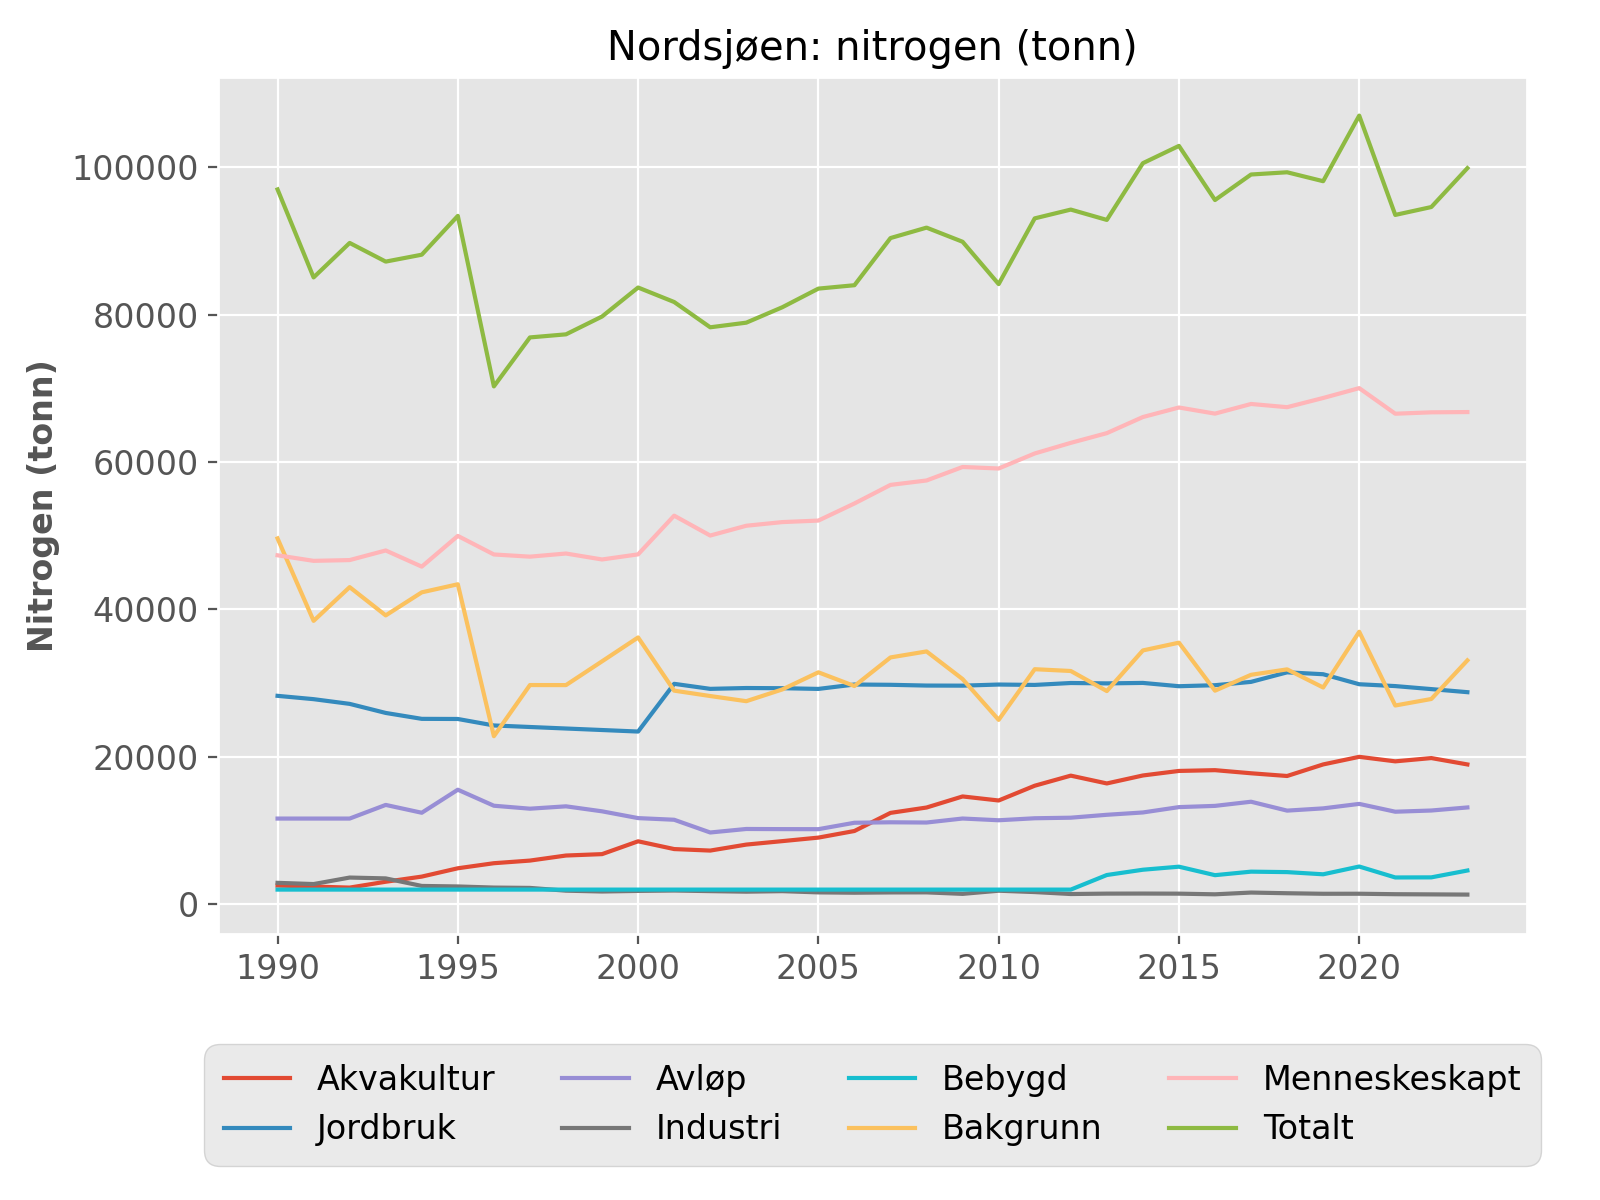 Nordsjøen: nitrogen (tonn)
Nitrogen (tonn)
100000
80000
60000
40000
20000
0
1990 1995 2000 2005 2010 2015 2020
Akvakultur Avløp Bebygd Menneskeskapt
Jordbruk Industri Bakgrunn Totalt